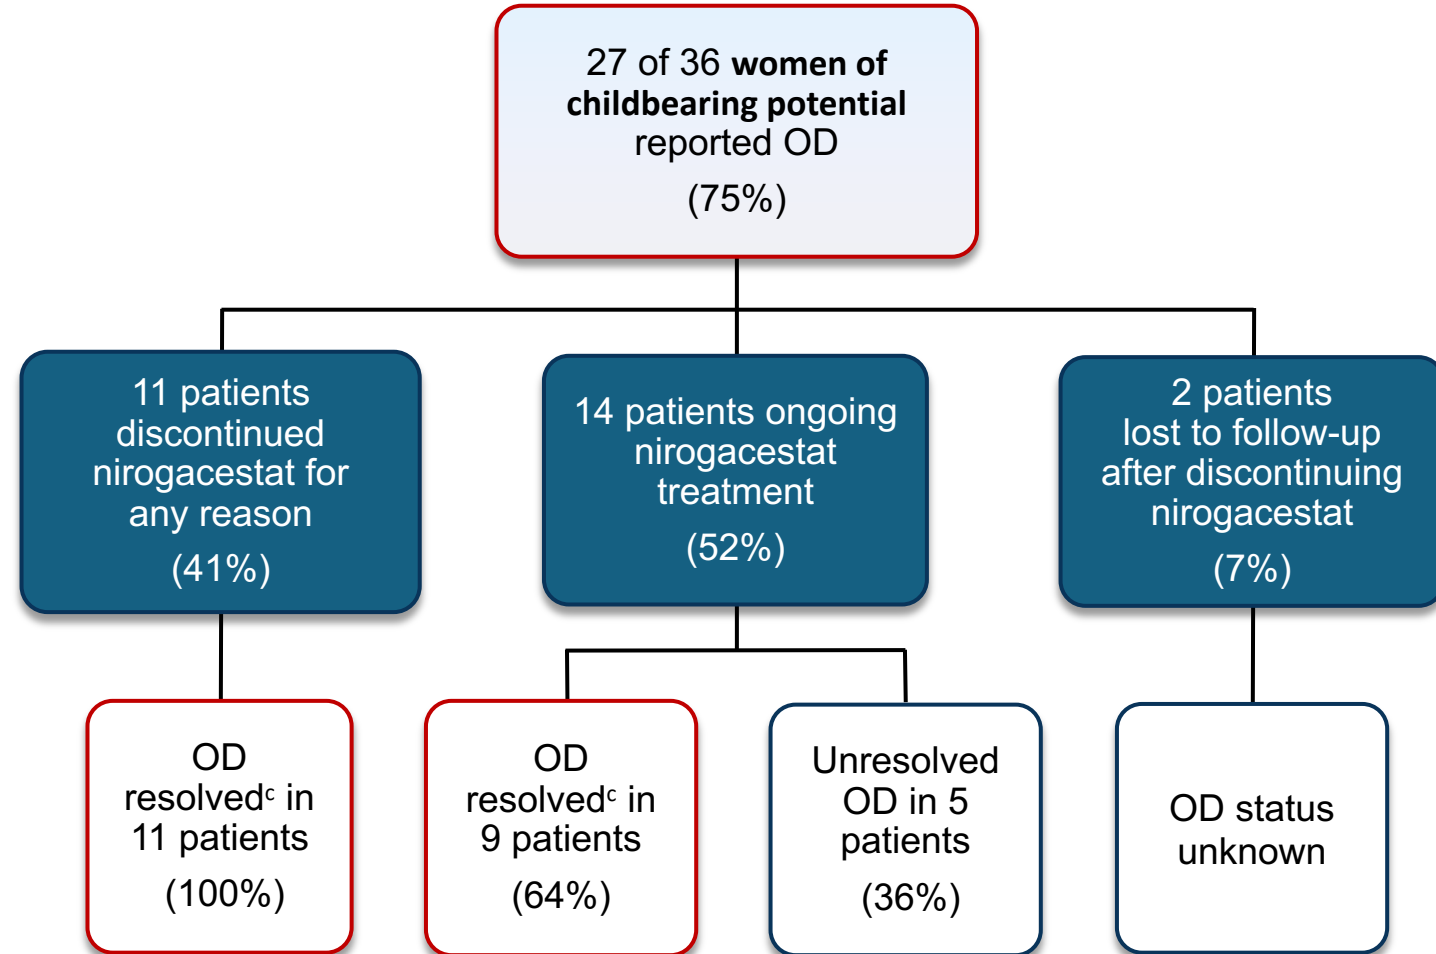 27 of 36 women of
childbearing potential
reported OD
(75%)
11 patients
discontinued
nirogacestat for
any reason
(41%)
14 patients ongoing
nirogacestat
treatment
(52%)
2 patients
lost to follow-up
after discontinuing
nirogacestat
(7%)
OD
resolvedᶜ in
11 patients
(100%)
OD
resolvedᶜ in
9 patients
(64%)
Unresolved
OD in 5
patients
(36%)
OD status
unknown